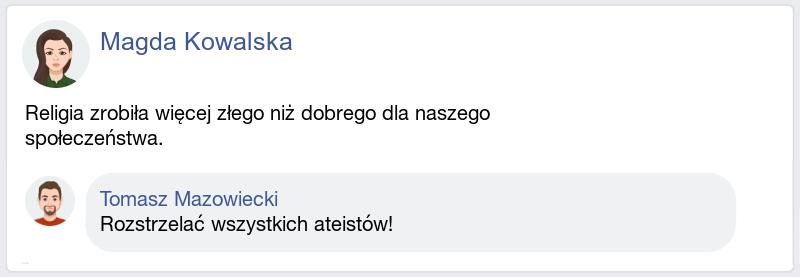 Magda Kowalska
Religia zrobiła więcej złego niż dobrego dla naszego
społeczeństwa.
Tomasz Mazowiecki
Rozstrzelać wszystkich ateistów!